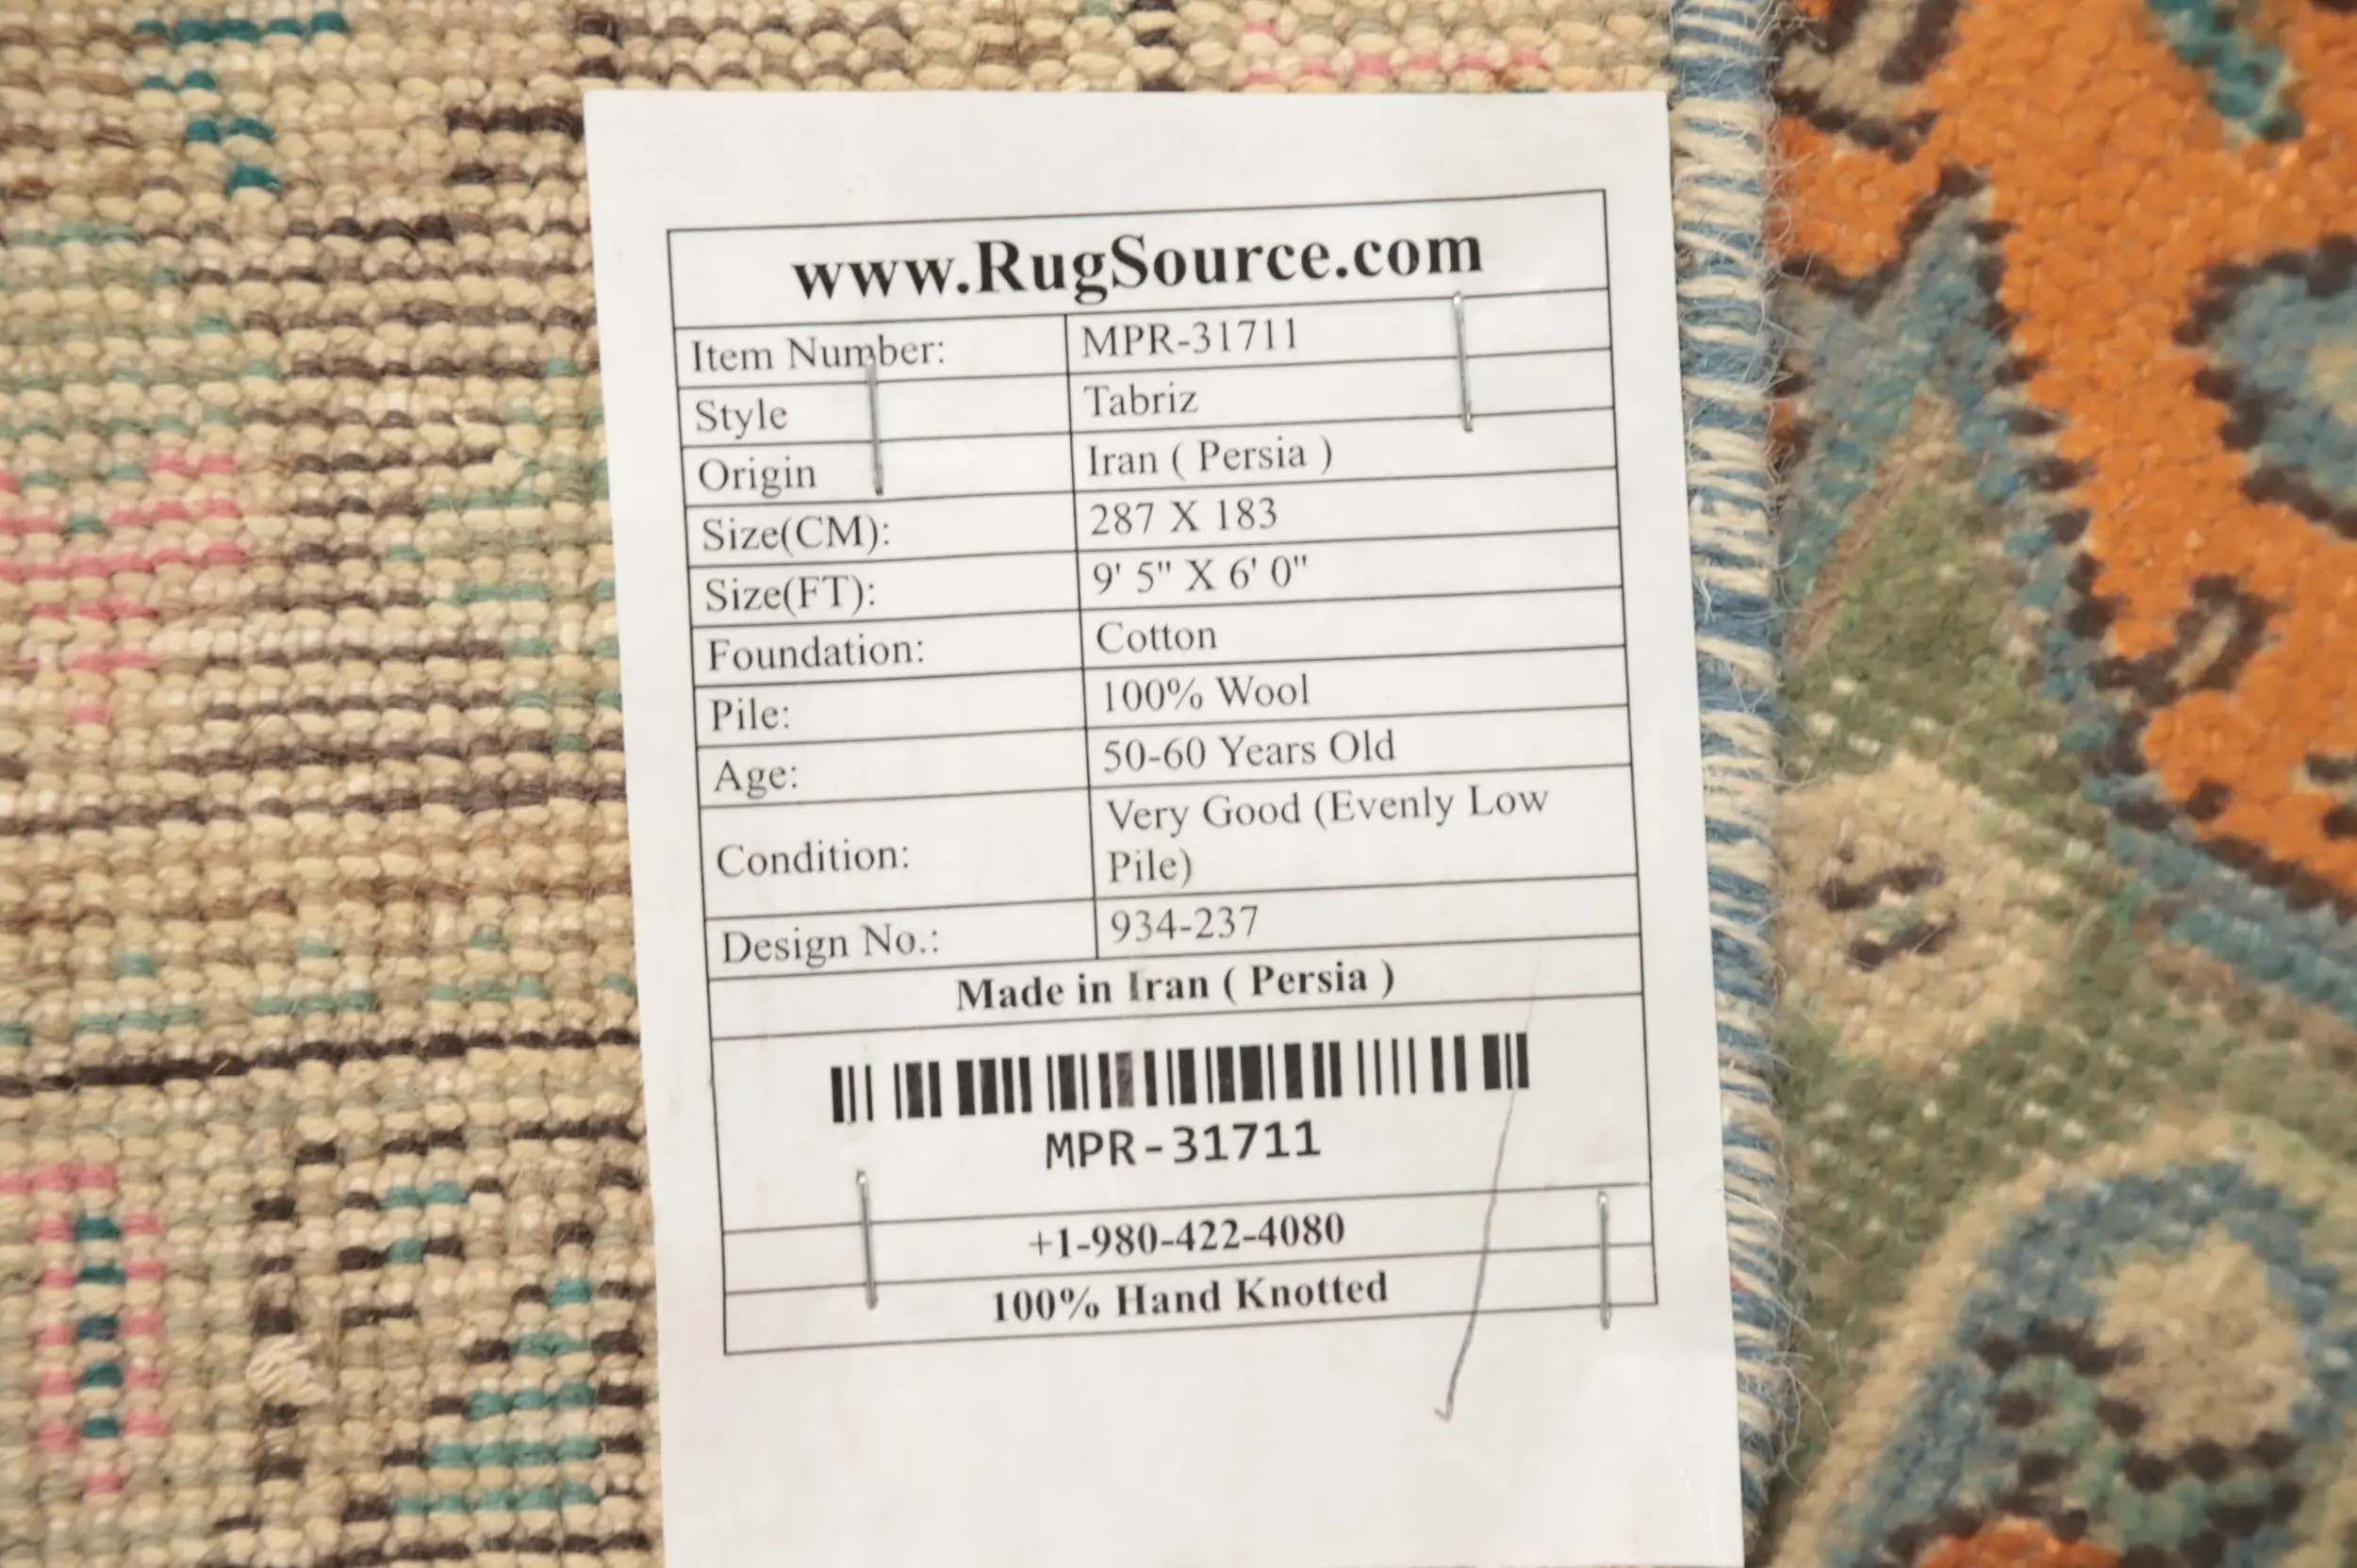 www.RugSource.com
Item Number: MPR-31711
Style Tabriz
Origin Iran ( Persia )
Size(CM): 287 X 183
Size(FT): 9' 5" X 6' 0"
Foundation: Cotton
Pile: 100% Wool
Age: 50-60 Years Old
Condition: Very Good (Evenly Low
Pile)
Design No.: 934-237
Made in Iran ( Persia )
MPR-31711
+1-980-422-4080
100% Hand Knotted